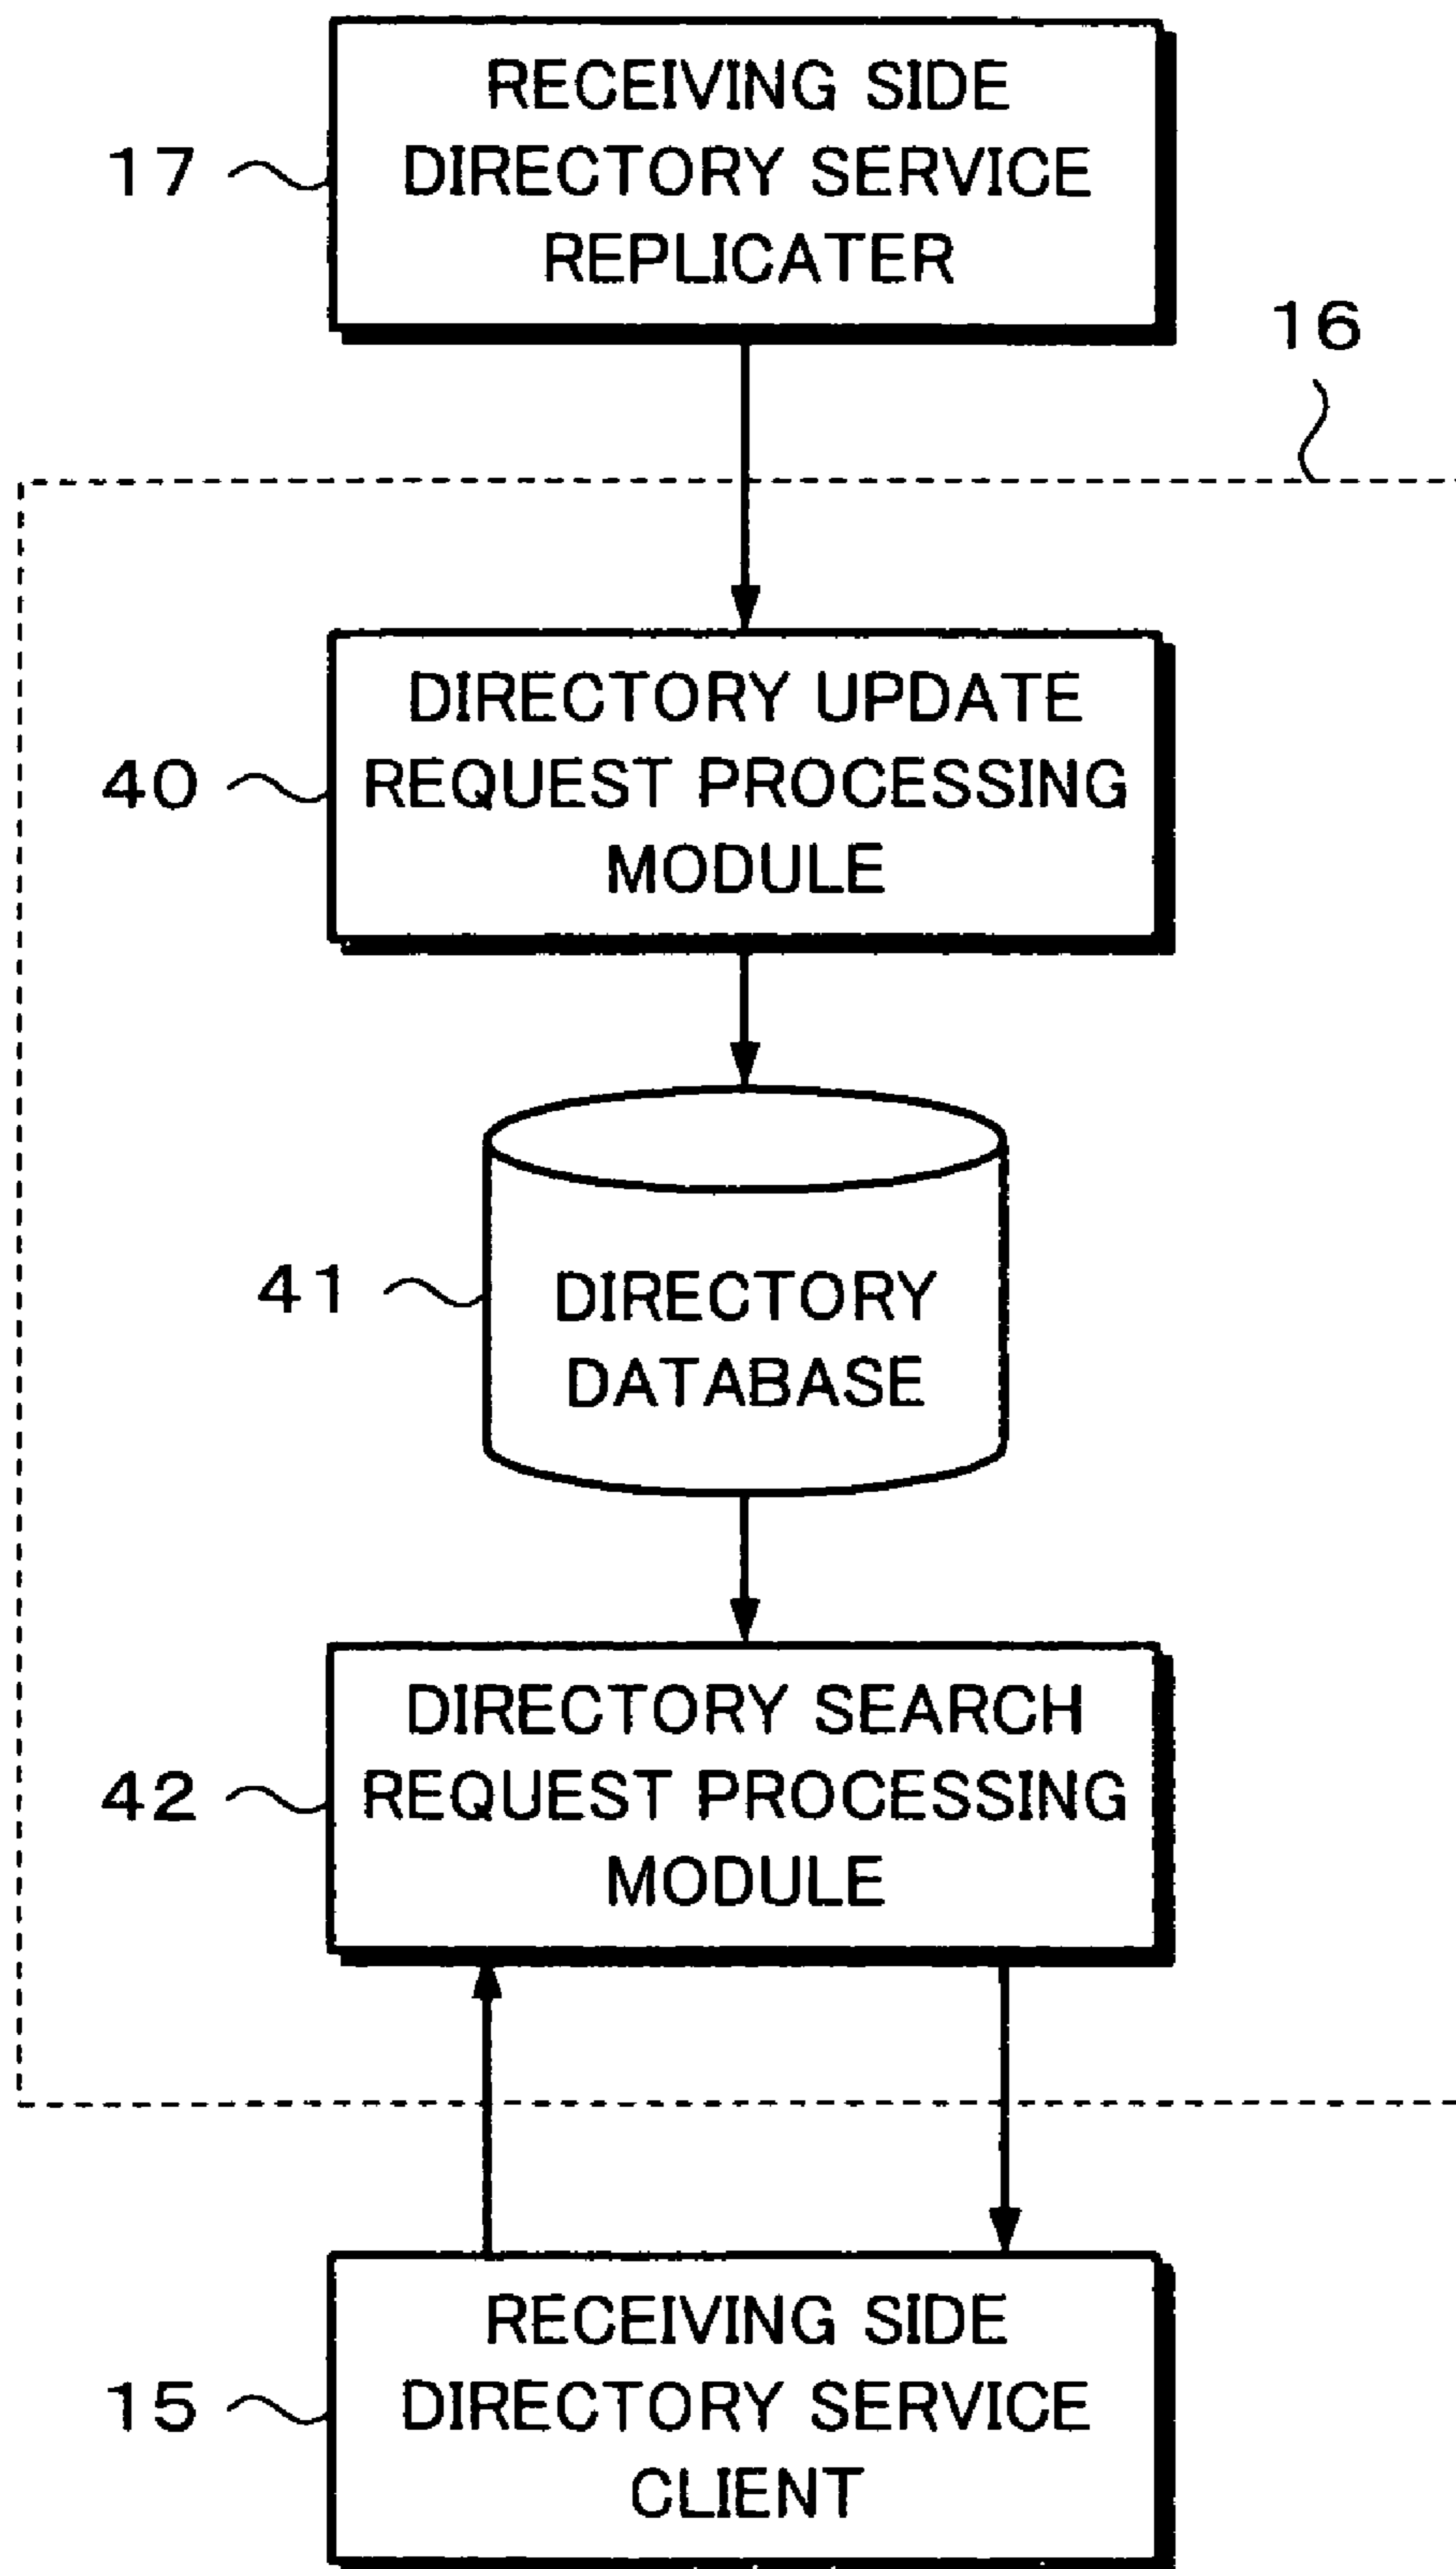 RECEIVING SIDE
17
DIRECTORY SERVICE
REPLICATER
16
DIRECTORY UPDATE
40
REQUEST PROCESSING
MODULE
41
DIRECTORY
DATABASE
DIRECTORY SEARCH
42
REQUEST PROCESSING
MODULE
RECEIVING SIDE
15
DIRECTORY SERVICE
CLIENT